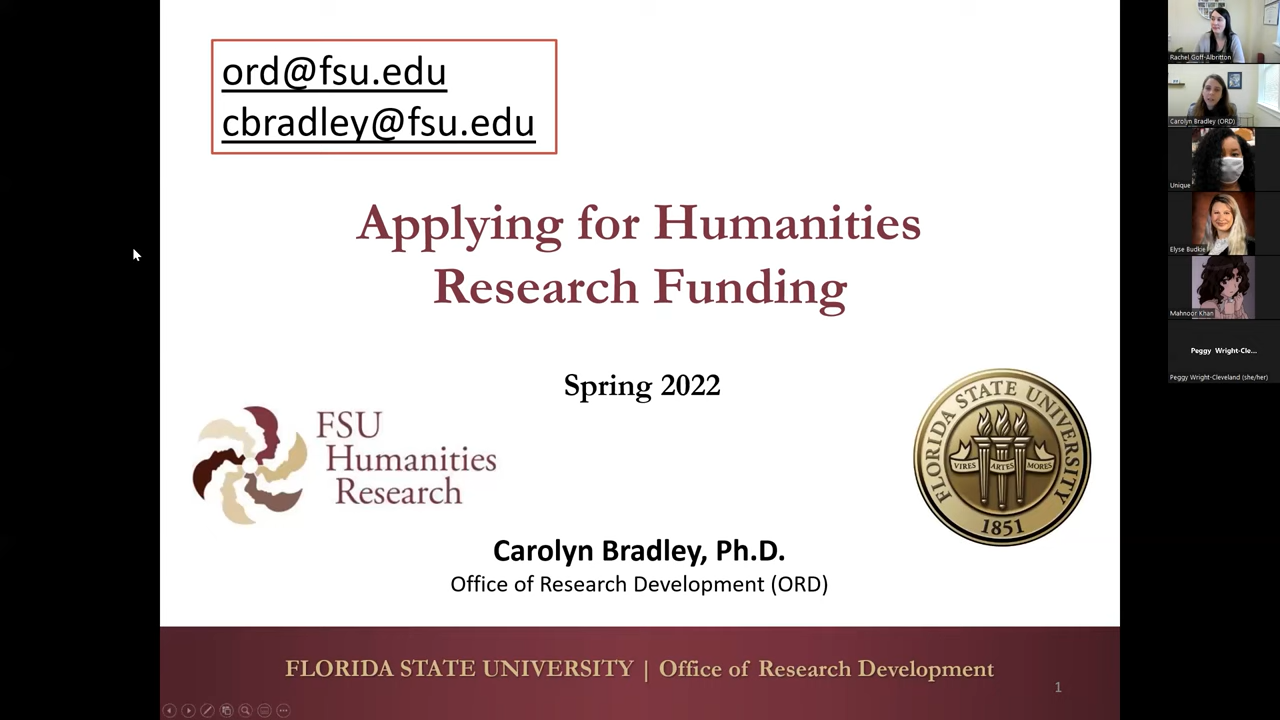 ord@fsu.edu
cbradley@fsu.edu
Applying for Humanities
Research Funding
Spring 2022
FSU
Humanities
Research
FLORIDA STATE UNIVERSITY
VIRES ARTES MORES
1851
Carolyn Bradley, Ph.D.
Office of Research Development (ORD)
FLORIDA STATE UNIVERSITY | Office of Research Development
1
Rachel Goff-Albritton
Carolyn Bradley (ORD)
Unique
Elyse Budkie
Mahnoor Khan
Peggy Wright-Cle...
Peggy Wright-Cleveland (she/her)